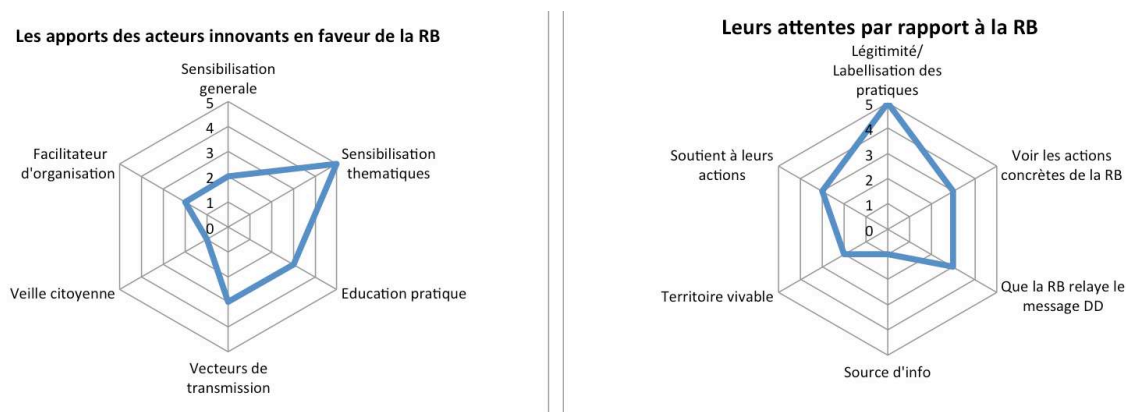 Les apports des acteurs innovants en faveur de la RB
Sensibilisation
generale
5
4
3
2
1
0
Sensibilisation
thematiques
Education pratique
Vecteurs de
transmission
Veille citoyenne
Facilitateur
d'organisation
Leurs attentes par rapport à la RB
Légitimité/
Labellisation des
pratiques
5
4
3
2
1
0
Voir les actions
concrètes de la RB
Que la RB relaye le
message DD
Source d'info
Territoire vivable
Soutient à leurs
actions